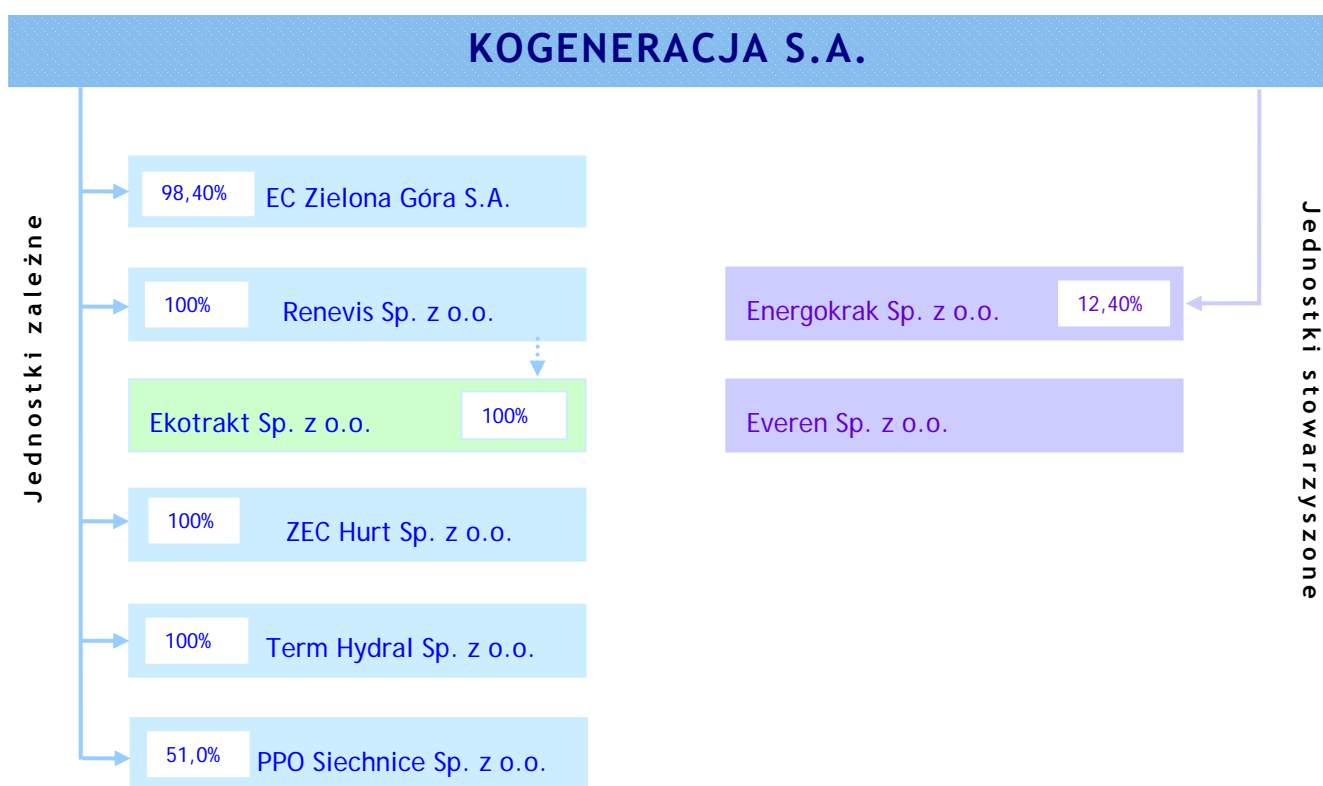 KOGENERACJA S.A.
Jednostki zależne
98,40% EC Zielona Góra S.A.
100% Renevis Sp. z o.o.
Ekotrakt Sp. z o.o. 100%
100% ZEC Hurt Sp. z o.o.
100% Term Hydral Sp. z o.o.
51,0% PPO Siechnice Sp. z o.o.
Energokrak Sp. z o.o. 12,40%
Everen Sp. z o.o.
Jednostki stowarzyszone